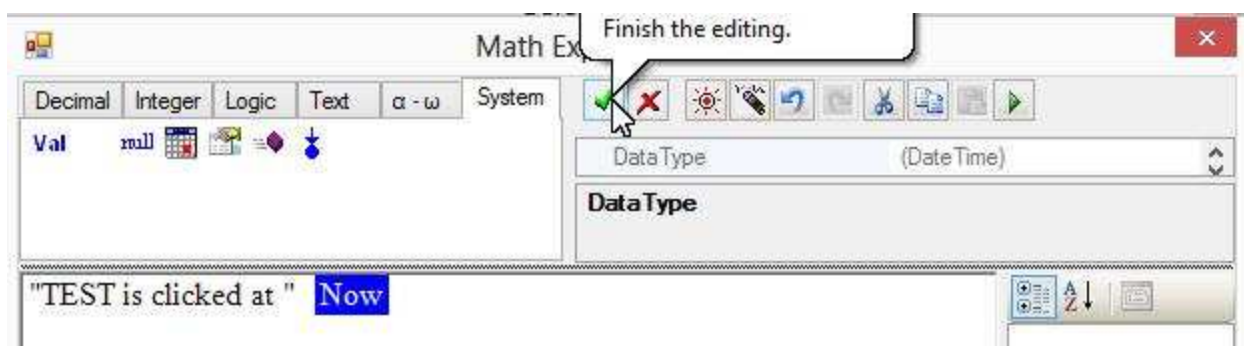 Finish the editing.
Math Ex
Decimal Integer Logic Text α - ω System
Val null
DataType (DateTime)
DataType
"TEST is clicked at " Now
A
Z